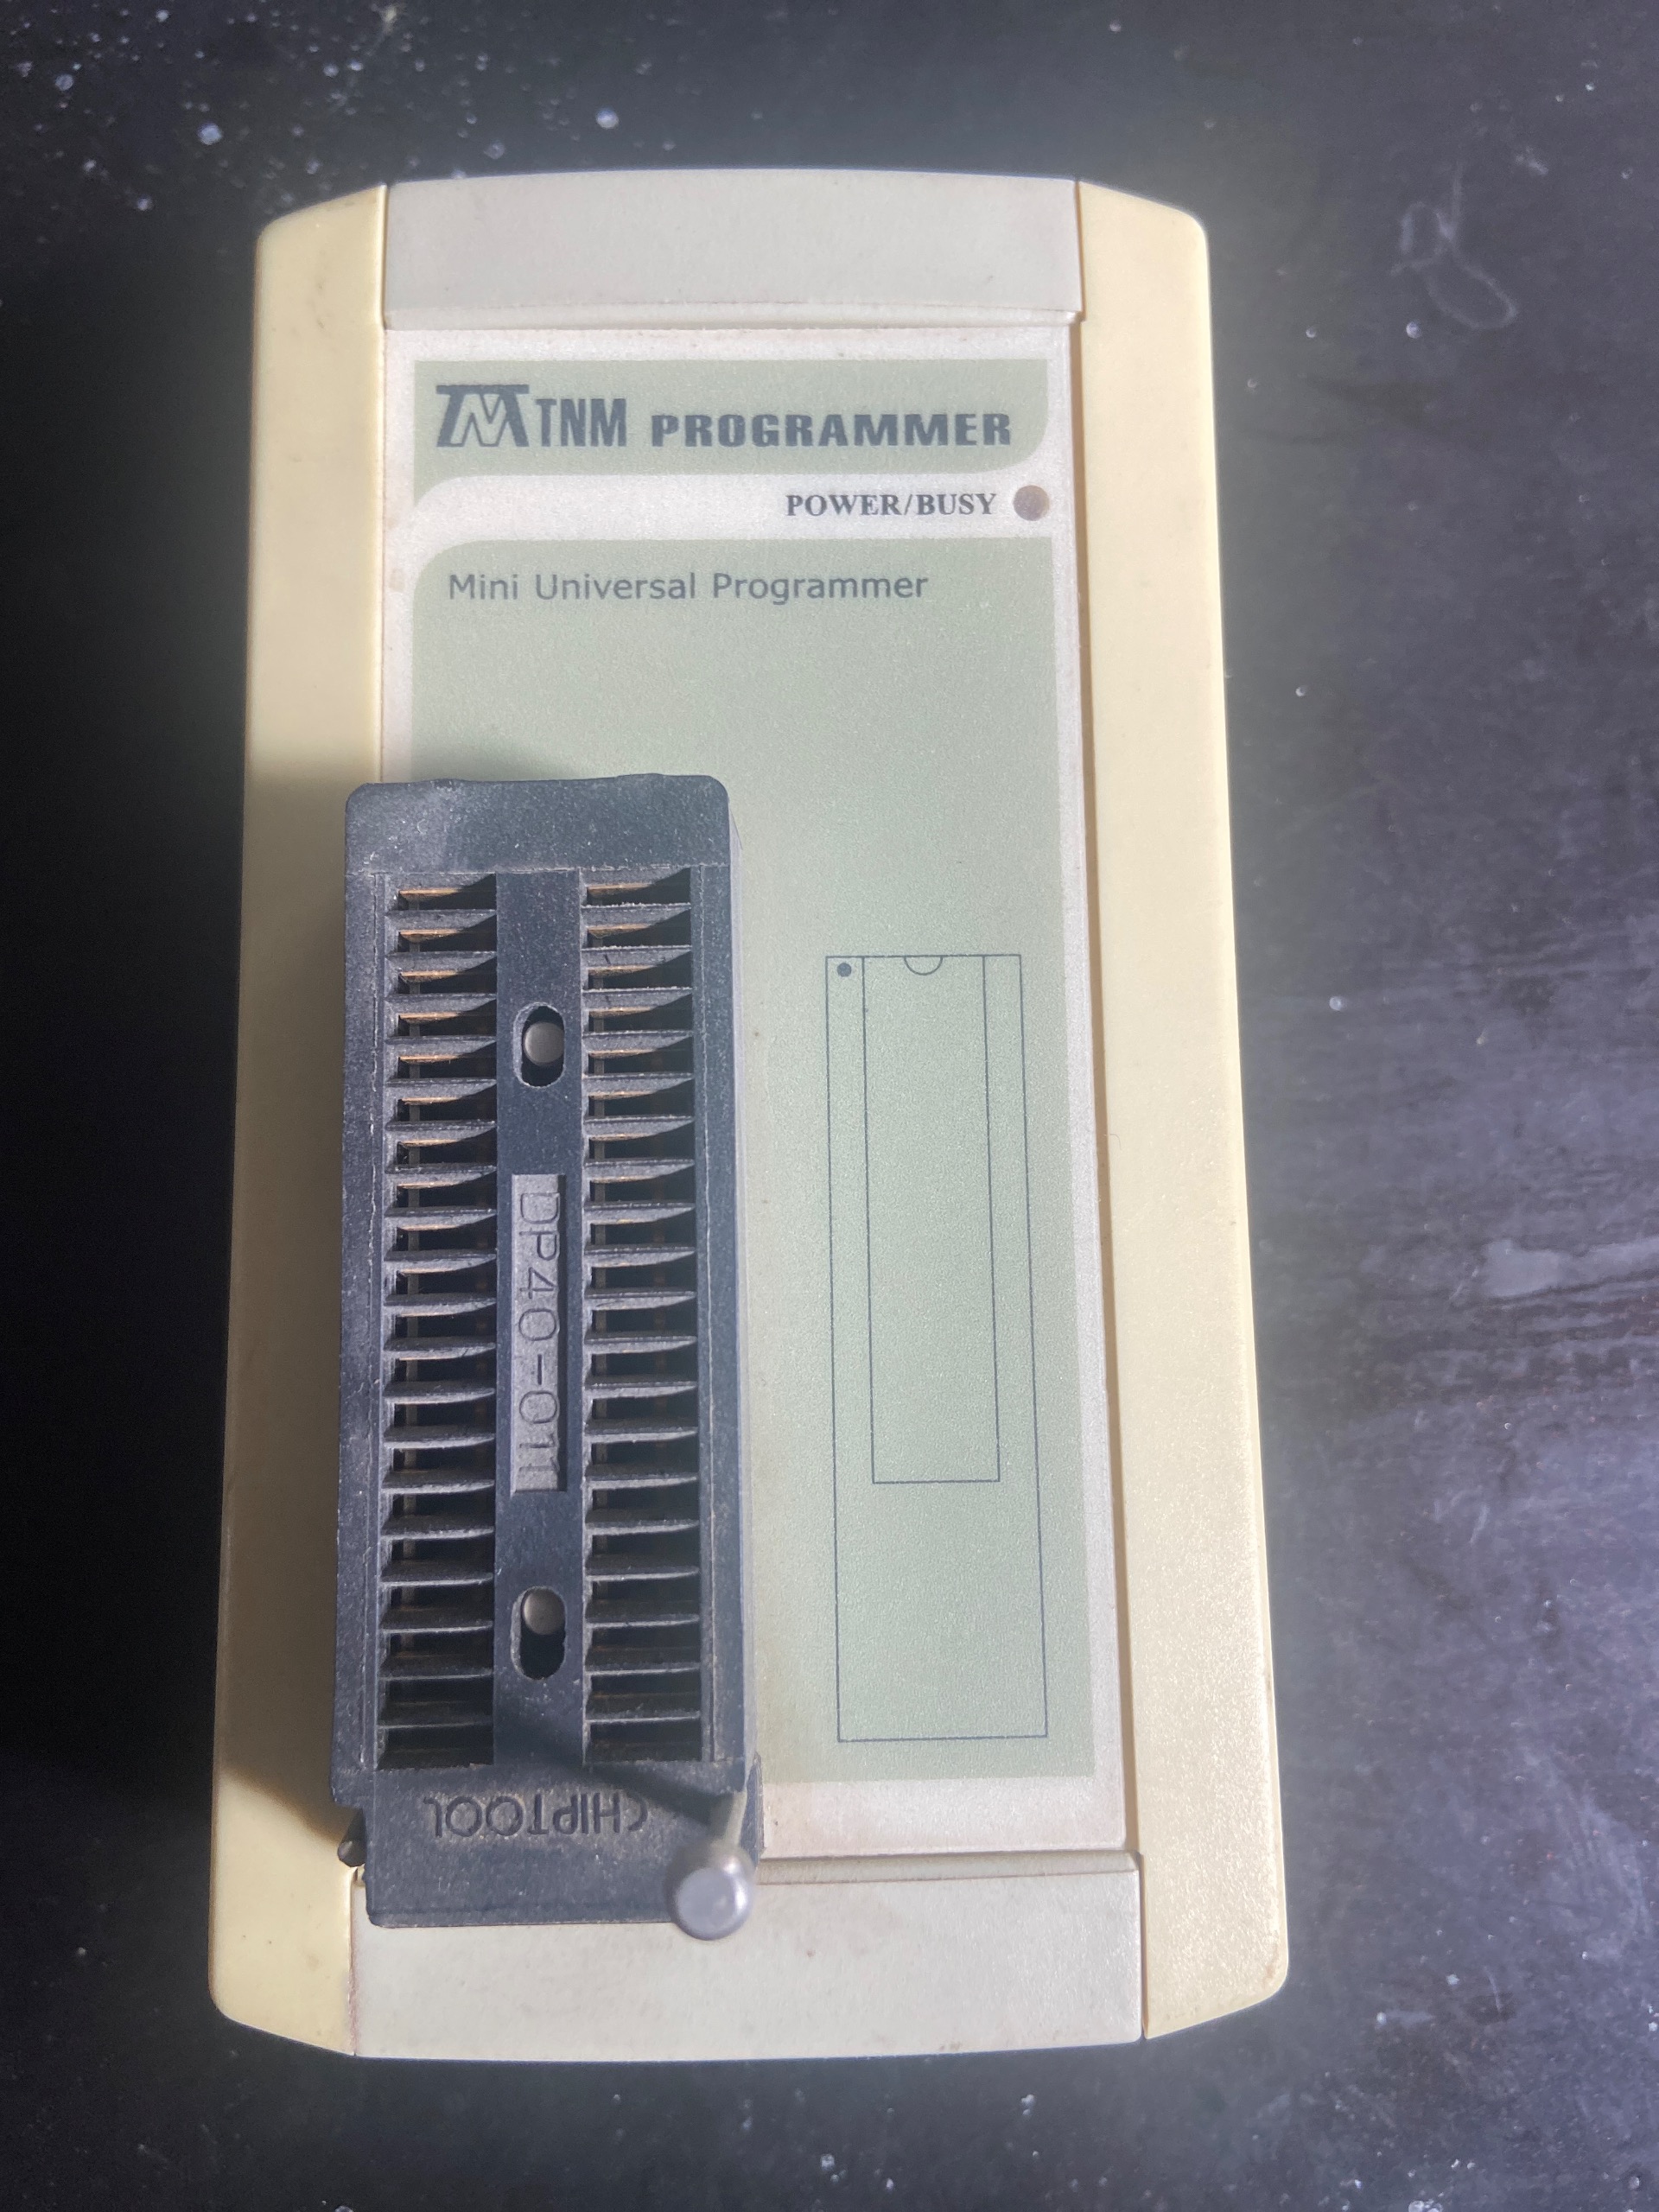 TNM PROGRAMMER
POWER/BUSY
Mini Universal Programmer
DP40-011
CHIPTOOL